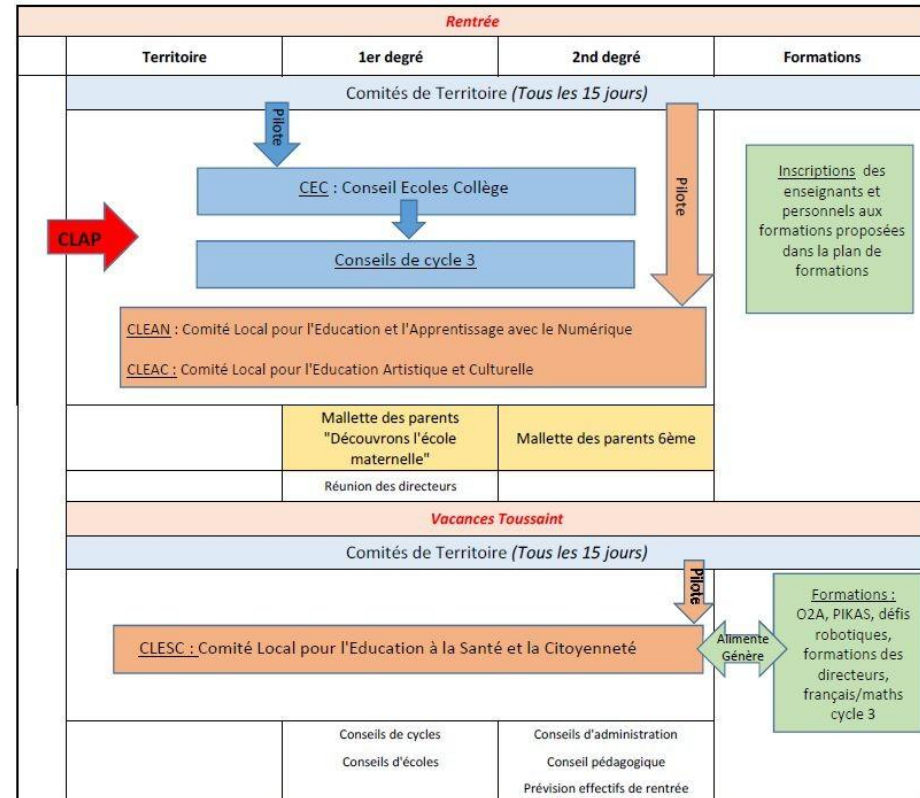 Rentrée
Territoire
1er degré
2nd degré
Formations
Comités de Territoire (Tous les 15 jours)
Pilote
Pilote
CEC : Conseil Ecoles Collège
Conseils de cycle 3
CLAP
Inscriptions des
enseignants et
personnels aux
formations proposées
dans la plan de
formations
CLEAN : Comité Local pour l'Education et l'Apprentissage avec le Numérique
CLEAC : Comité Local pour l'Education Artistique et Culturelle
Mallette des parents
"Découvrons l'école
maternelle"
Mallette des parents 6ème
Réunion des directeurs
Vacances Toussaint
Comités de Territoire (Tous les 15 jours)
Pilote
CLESC : Comité Local pour l'Education à la Santé et la Citoyenneté
Alimente
Génère
Formations :
O2A, PIKAS, défis
robotiques,
formations des
directeurs,
français/maths
cycle 3
Conseils de cycles
Conseils d'écoles
Conseils d'administration
Conseil pédagogique
Prévision effectifs de rentrée